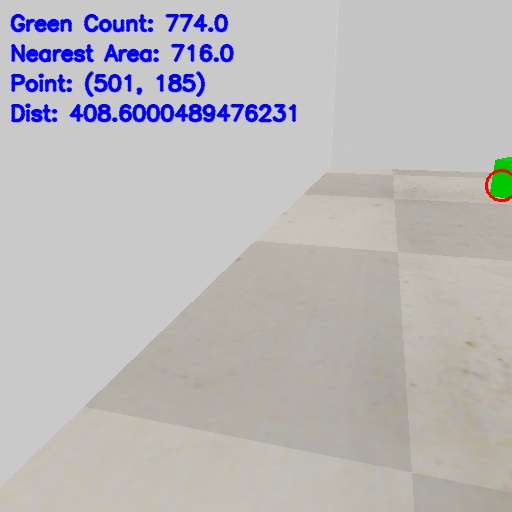 Green Count: 774.0
Nearest Area: 716.0
Point: (501, 185)
Dist: 408.6000489476231